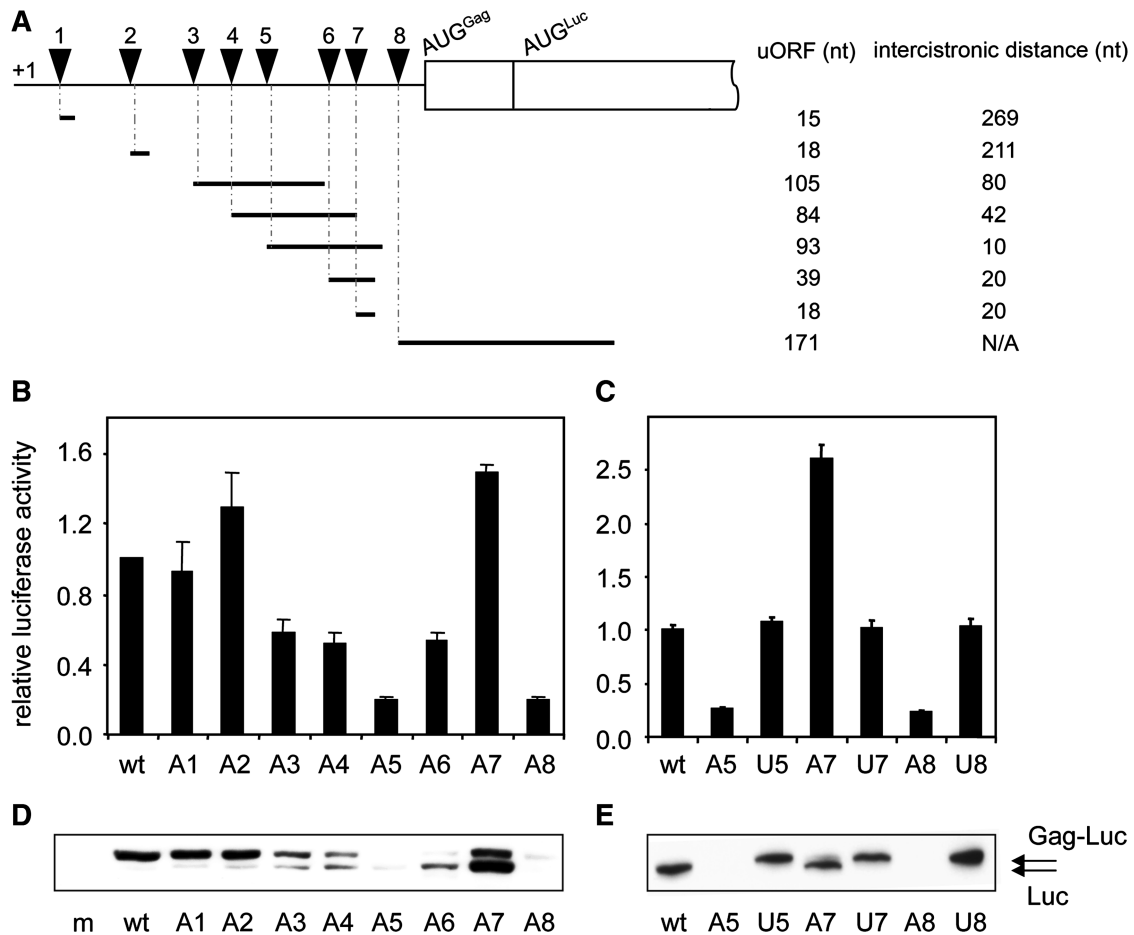 A
1 2 3 4 5 6 7 8
AUG^Gag AUG^Luc
uORF (nt) intercistronic distance (nt)
+1
15 269
18 211
105 80
84 42
93 10
39 20
18 20
171 N/A
B
relative luciferase activity
1.6
1.2
0.8
0.4
0.0
wt A1 A2 A3 A4 A5 A6 A7 A8
C
2.5
2.0
1.5
1.0
0.5
0.0
wt A5 U5 A7 U7 A8 U8
D
m wt A1 A2 A3 A4 A5 A6 A7 A8
E
Gag-Luc
Luc
wt A5 U5 A7 U7 A8 U8